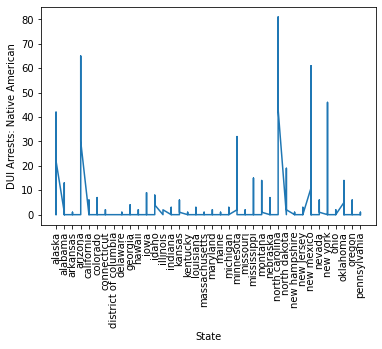 DUI Arrests: Native American
80
70
60
50
40
30
20
10
0
alaska
alabama
arkansas
arizona
california
colorado
connecticut
district of columbia
delaware
hawaii
iowa
idaho
illinois
indiana
kansas
kentucky
louisiana
massachusetts
maryland
maine
michigan
minnesota
missouri
mississippi
montana
nebraska
north carolina
north dakota
new hampshire
new jersey
new mexico
nevada
new york
ohio
oklahoma
oregon
pennsylvania
State